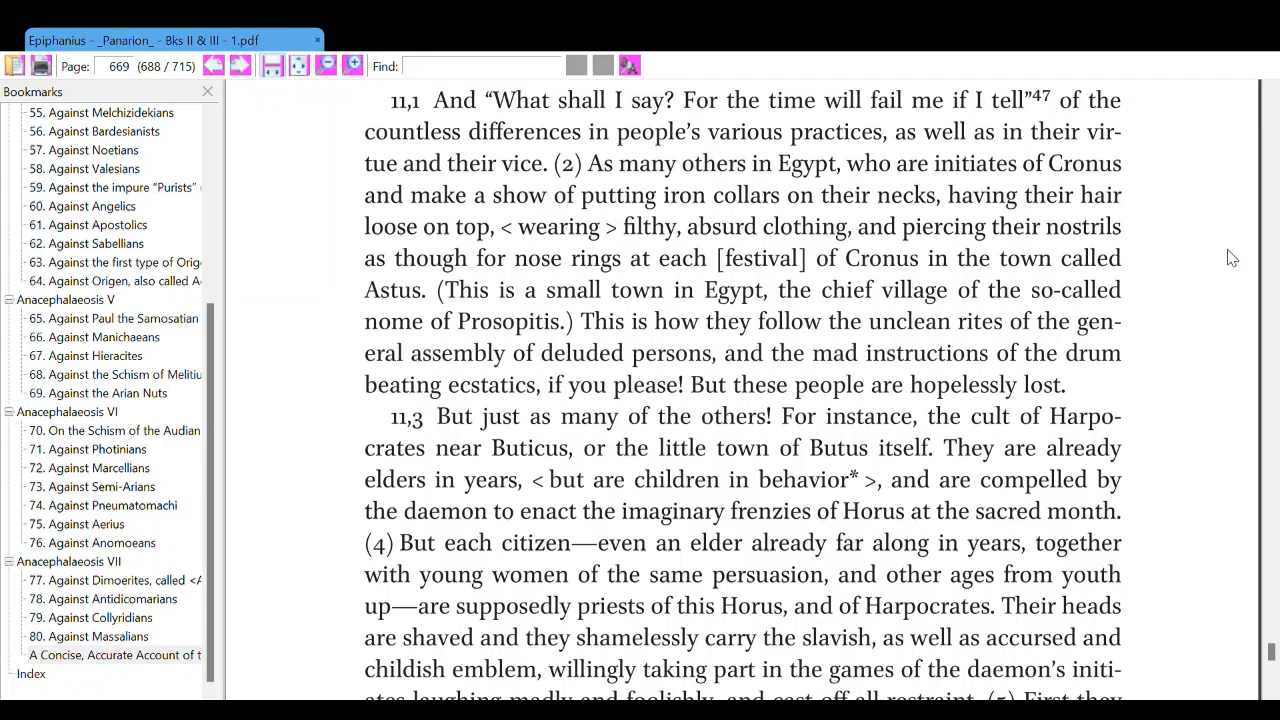 Epiphanius - _Panarion_ - Bks II & III - 1.pdf
Page: 669 (688 / 715) Find:
Bookmarks
55. Against Melchizidekians
56. Against Bardesianists
57. Against Noetians
58. Against Valesians
59. Against the impure “Purists”
60. Against Angelics
61. Against Apostolics
62. Against Sabellians
63. Against the first type of Orig
64. Against Origen, also called A
Anacephalaeosis V
65. Against Paul the Samosatian
66. Against Manichaeans
67. Against Hieracites
68. Against the Schism of Melitiu
69. Against the Arian Nuts
Anacephalaeosis VI
70. On the Schism of the Audian
71. Against Photinians
72. Against Marcellians
73. Against Semi-Arians
74. Against Pneumatomachi
75. Against Aerius
76. Against Anomoeans
Anacephalaeosis VII
77. Against Dimoerites, called <A
78. Against Antidicomarians
79. Against Collyridians
80. Against Massalians
A Concise, Accurate Account of t
Index
11,1 And “What shall I say? For the time will fail me if I tell”47 of the
countless differences in people’s various practices, as well as in their vir-
tue and their vice. (2) As many others in Egypt, who are initiates of Cronus
and make a show of putting iron collars on their necks, having their hair
loose on top, < wearing > filthy, absurd clothing, and piercing their nostrils
as though for nose rings at each [festival] of Cronus in the town called
Astus. (This is a small town in Egypt, the chief village of the so-called
nome of Prosopitis.) This is how they follow the unclean rites of the gen-
eral assembly of deluded persons, and the mad instructions of the drum
beating ecstatics, if you please! But these people are hopelessly lost.
11,3 But just as many of the others! For instance, the cult of Harpo-
crates near Buticus, or the little town of Butus itself. They are already
elders in years, < but are children in behavior* >, and are compelled by
the daemon to enact the imaginary frenzies of Horus at the sacred month.
(4) But each citizen—even an elder already far along in years, together
with young women of the same persuasion, and other ages from youth
up—are supposedly priests of this Horus, and of Harpocrates. Their heads
are shaved and they shamelessly carry the slavish, as well as accursed and
childish emblem, willingly taking part in the games of the daemon’s initi-
ates laughing madly and foolishly, and cast off all restraint. (5) First they